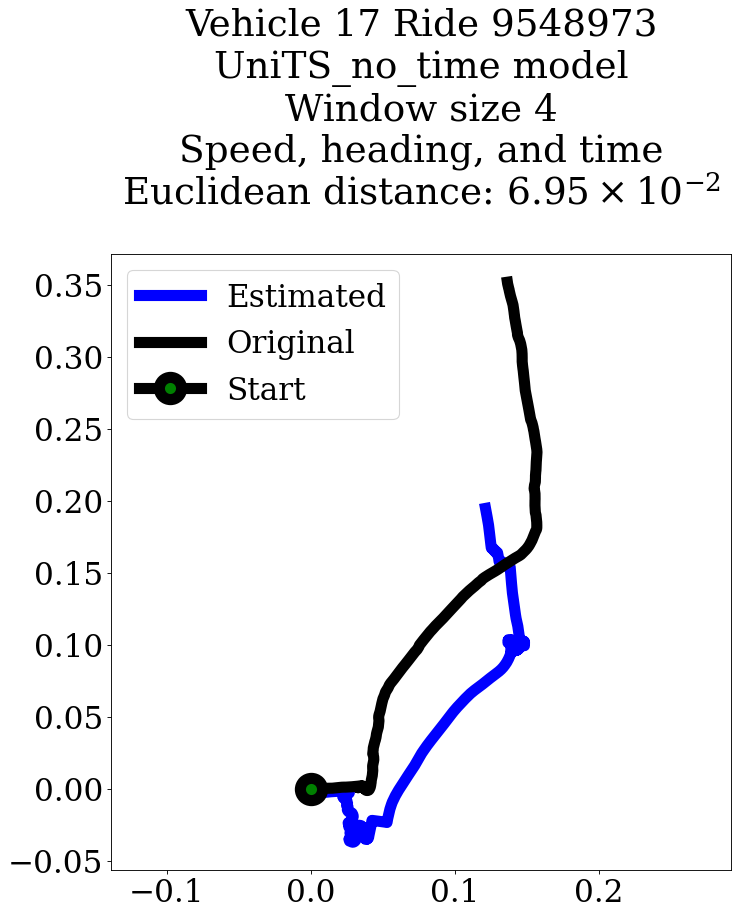 Vehicle 17 Ride 9548973
UniTS_no_time model
Window size 4
Speed, heading, and time
Euclidean distance: 6.95 × 10⁻²
Estimated
Original
Start
0.35
0.30
0.25
0.20
0.15
0.10
0.05
0.00
−0.05
−0.1
0.0
0.1
0.2